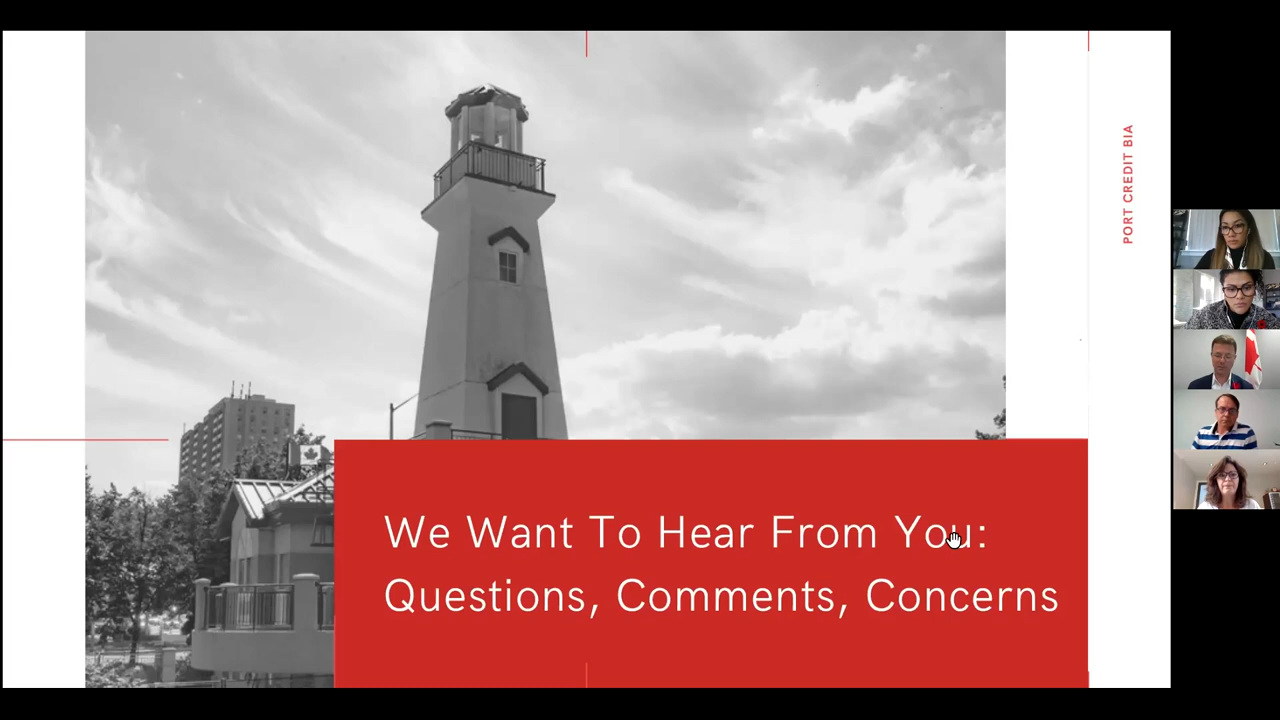 We Want To Hear From You:
Questions, Comments, Concerns
PORT CREDIT BIA